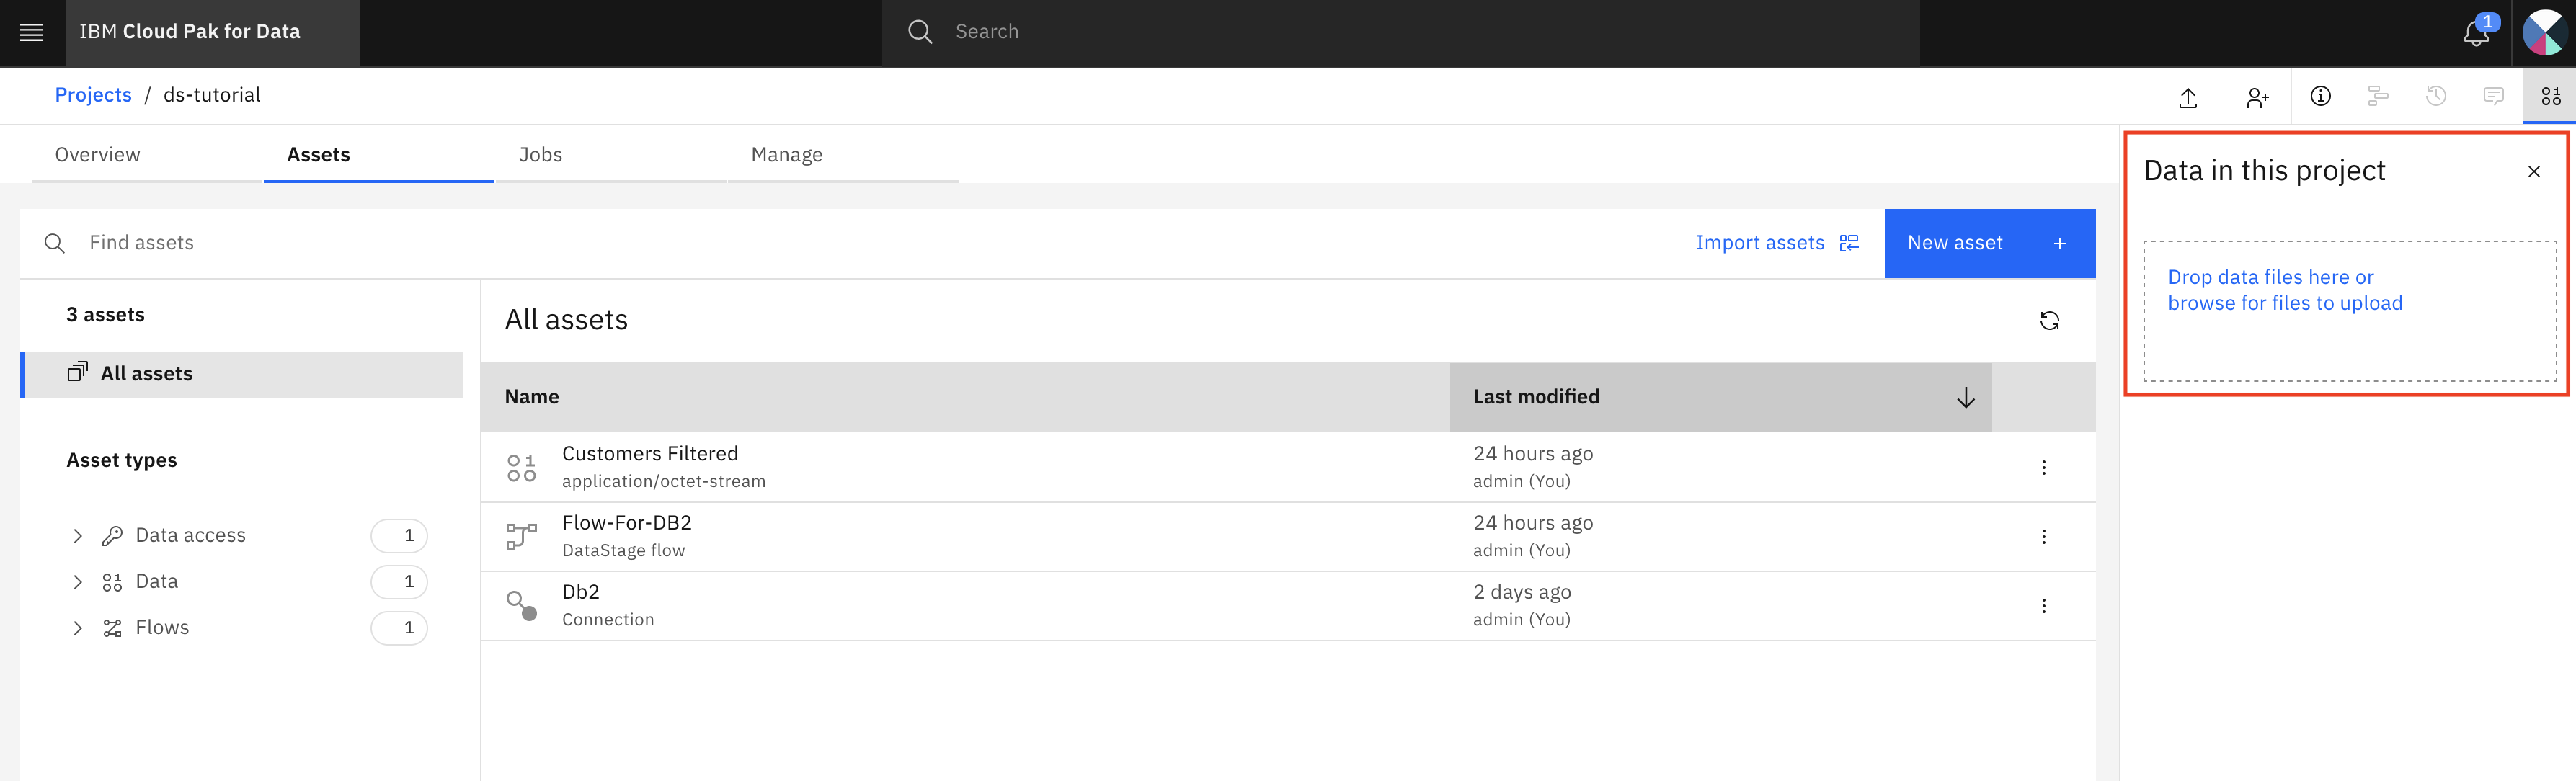 IBM Cloud Pak for Data
Search
1
Projects / ds-tutorial
Overview
Assets
Jobs
Manage
Find assets
Import assets
New asset +
3 assets
All assets
Asset types
Data access 1
Data 1
Flows 1
All assets
Name
Last modified
Customers Filtered
application/octet-stream
24 hours ago
admin (You)
Flow-For-DB2
DataStage flow
24 hours ago
admin (You)
Db2
Connection
2 days ago
admin (You)
Data in this project
Drop data files here or
browse for files to upload